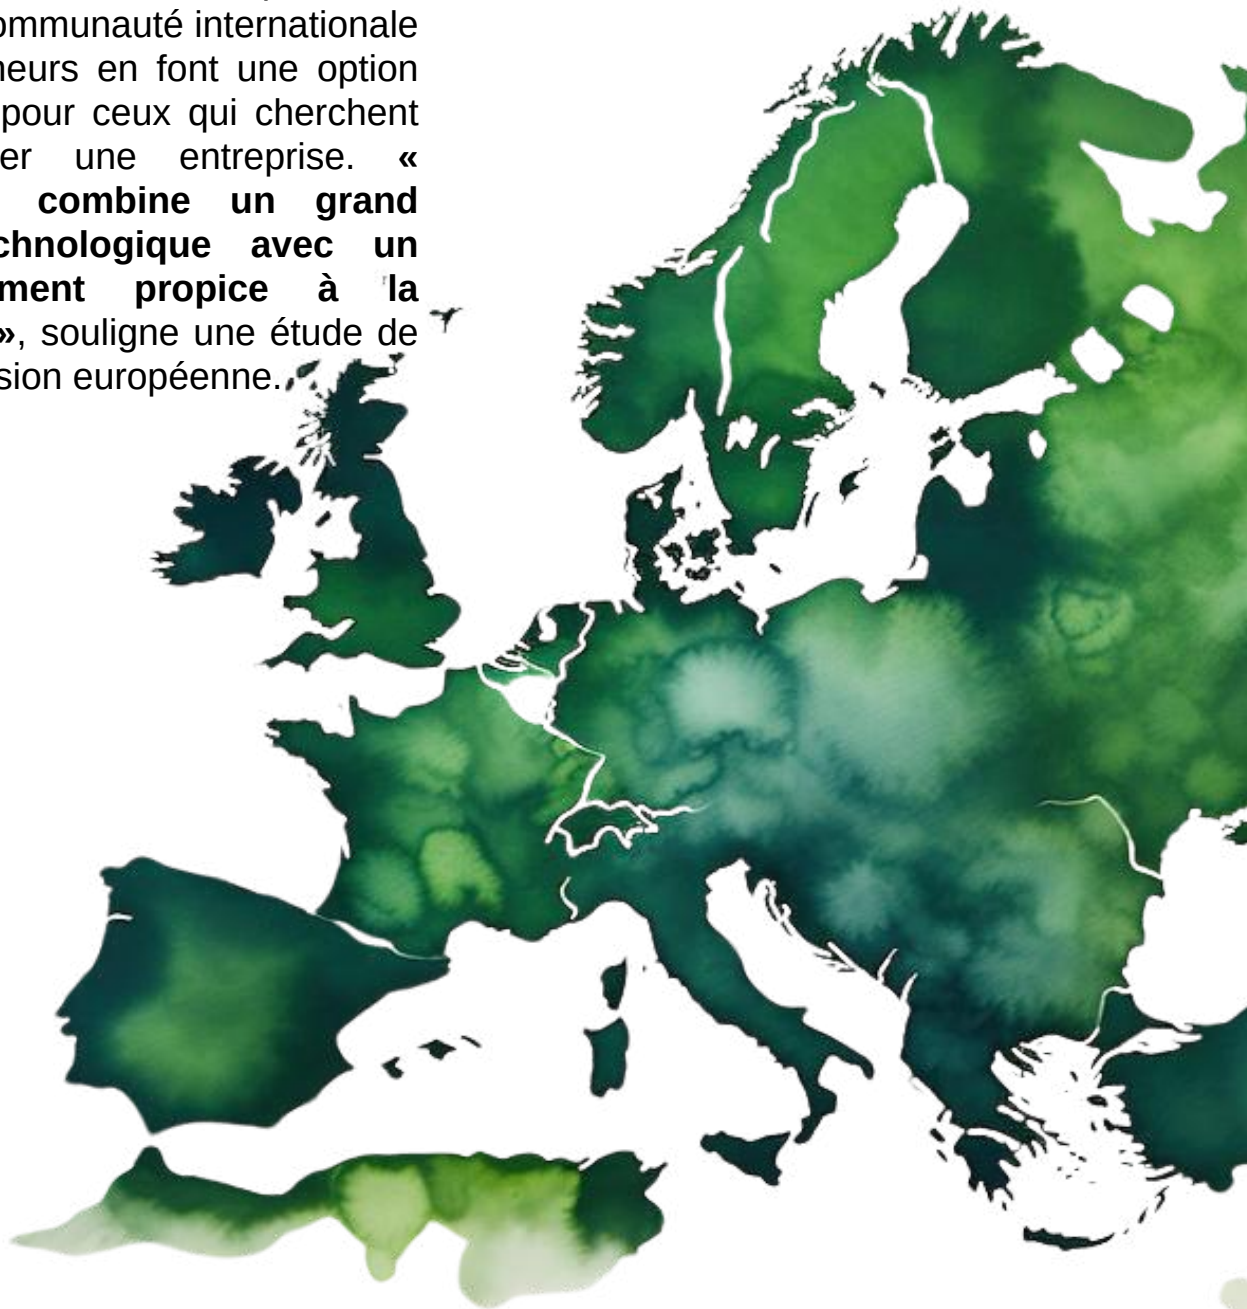 ommunauté internationale
neurs en font une option
pour ceux qui cherchent
er une entreprise. «
combine un grand
chnologique avec un
ment propice à la
», souligne une étude de
sion européenne.